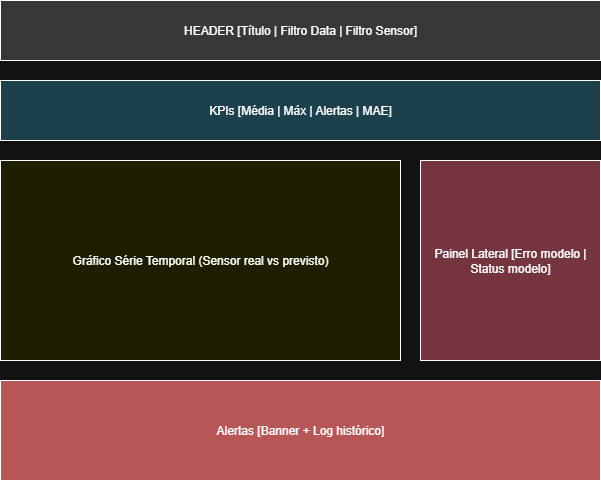 HEADER [Título | Filtro Data | Filtro Sensor]
KPIs [Média | Máx | Alertas | MAE]
Gráfico Série Temporal (Sensor real vs previsto)
Painel Lateral [Erro modelo |
Status modelo]
Alertas [Banner + Log histórico]